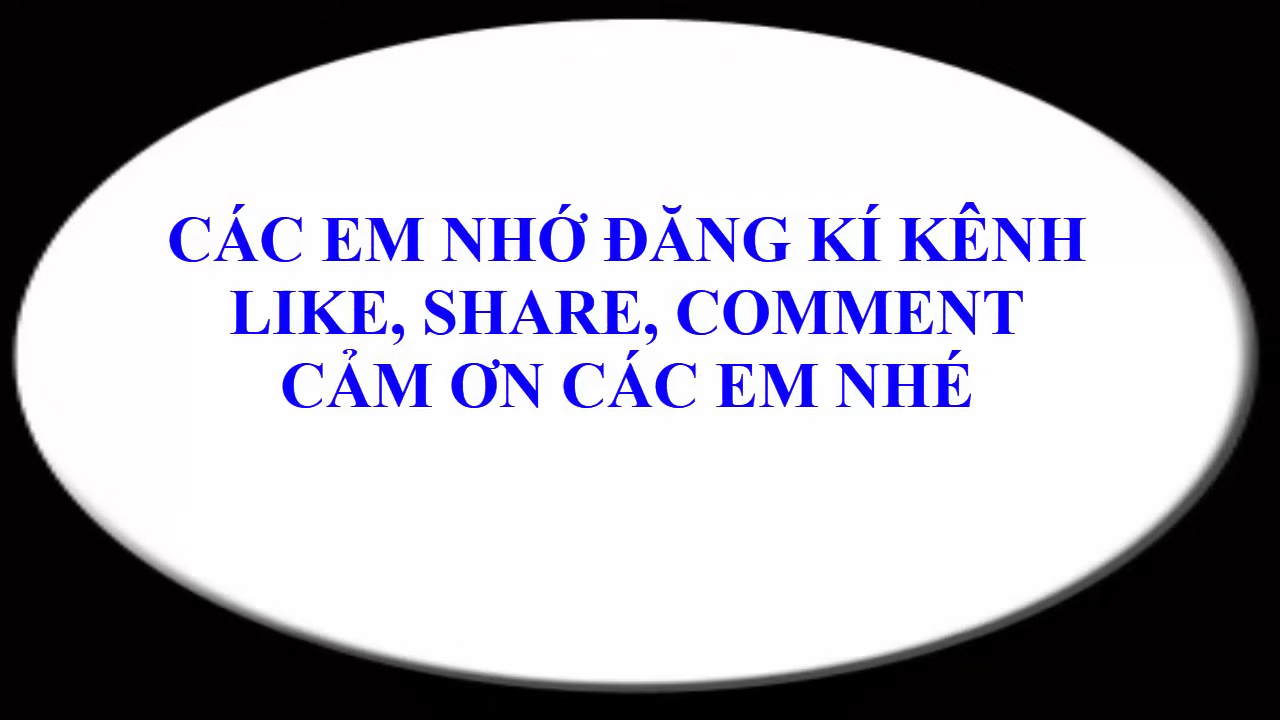 CÁC EM NHỚ ĐĂNG KÍ KÊNH
LIKE, SHARE, COMMENT
CẢM ƠN CÁC EM NHÉ